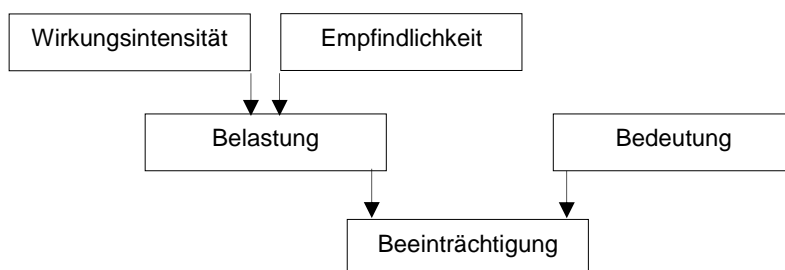 Wirkungsintensität
Empfindlichkeit
Belastung
Bedeutung
Beeinträchtigung